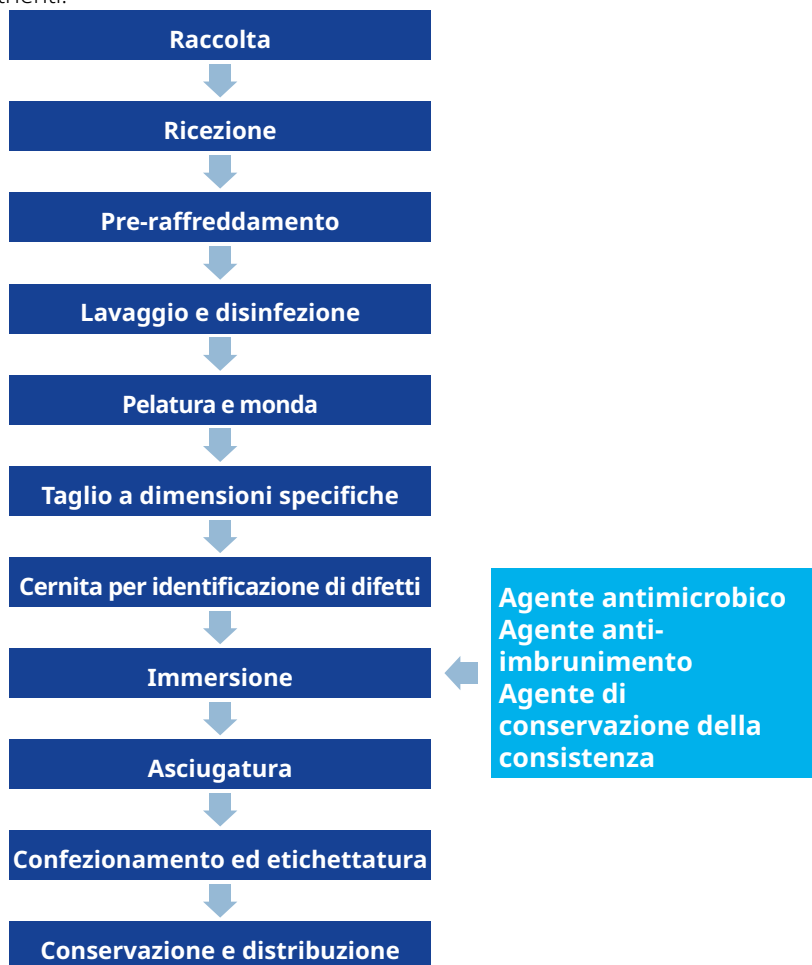 Raccolta
Ricezione
Pre-raffreddamento
Lavaggio e disinfezione
Pelatura e monda
Taglio a dimensioni specifiche
Cernita per identificazione di difetti
Immersione
Agente antimicrobico
Agente anti-
imbrunimento
Agente di
conservazione della
consistenza
Asciugatura
Confezionamento ed etichettatura
Conservazione e distribuzione